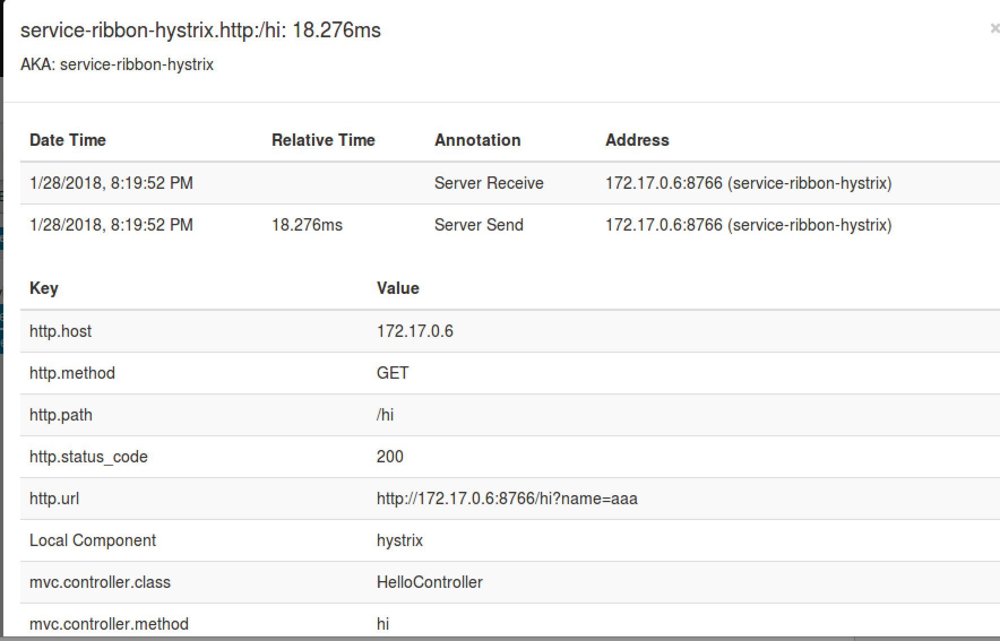 service-ribbon-hystrix.http:/hi: 18.276ms
×
AKA: service-ribbon-hystrix
Date Time Relative Time Annotation Address
1/28/2018, 8:19:52 PM Server Receive 172.17.0.6:8766 (service-ribbon-hystrix)
1/28/2018, 8:19:52 PM 18.276ms Server Send 172.17.0.6:8766 (service-ribbon-hystrix)
Key Value
http.host 172.17.0.6
http.method GET
http.path /hi
http.status_code 200
http.url http://172.17.0.6:8766/hi?name=aaa
Local Component hystrix
mvc.controller.class HelloController
mvc.controller.method hi